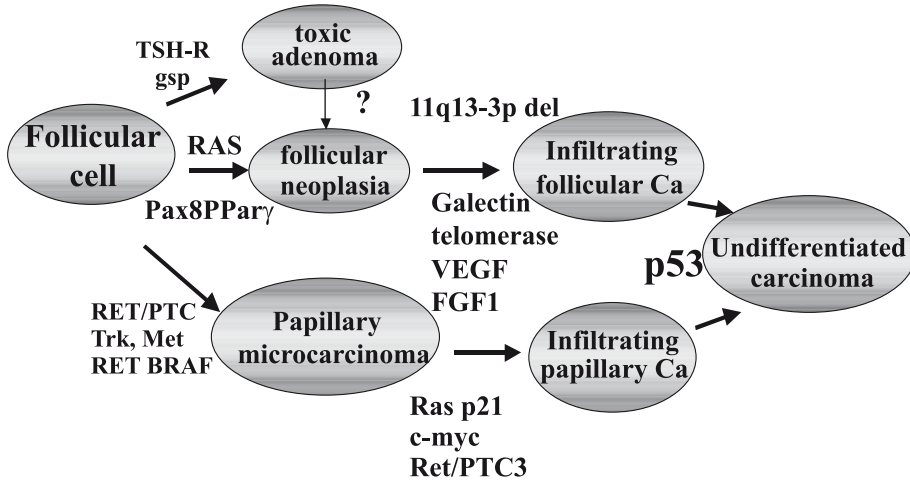 toxic
adenoma
TSH-R
gsp
?
11q13-3p del
Follicular
cell
RAS
follicular
neoplasia
Infiltrating
follicular Ca
Pax8PParγ
Galectin
telomerase
VEGF
FGF1
p53
Undifferentiated
carcinoma
RET/PTC
Trk, Met
RET BRAF
Papillary
microcarcinoma
Infiltrating
papillary Ca
Ras p21
c-myc
Ret/PTC3